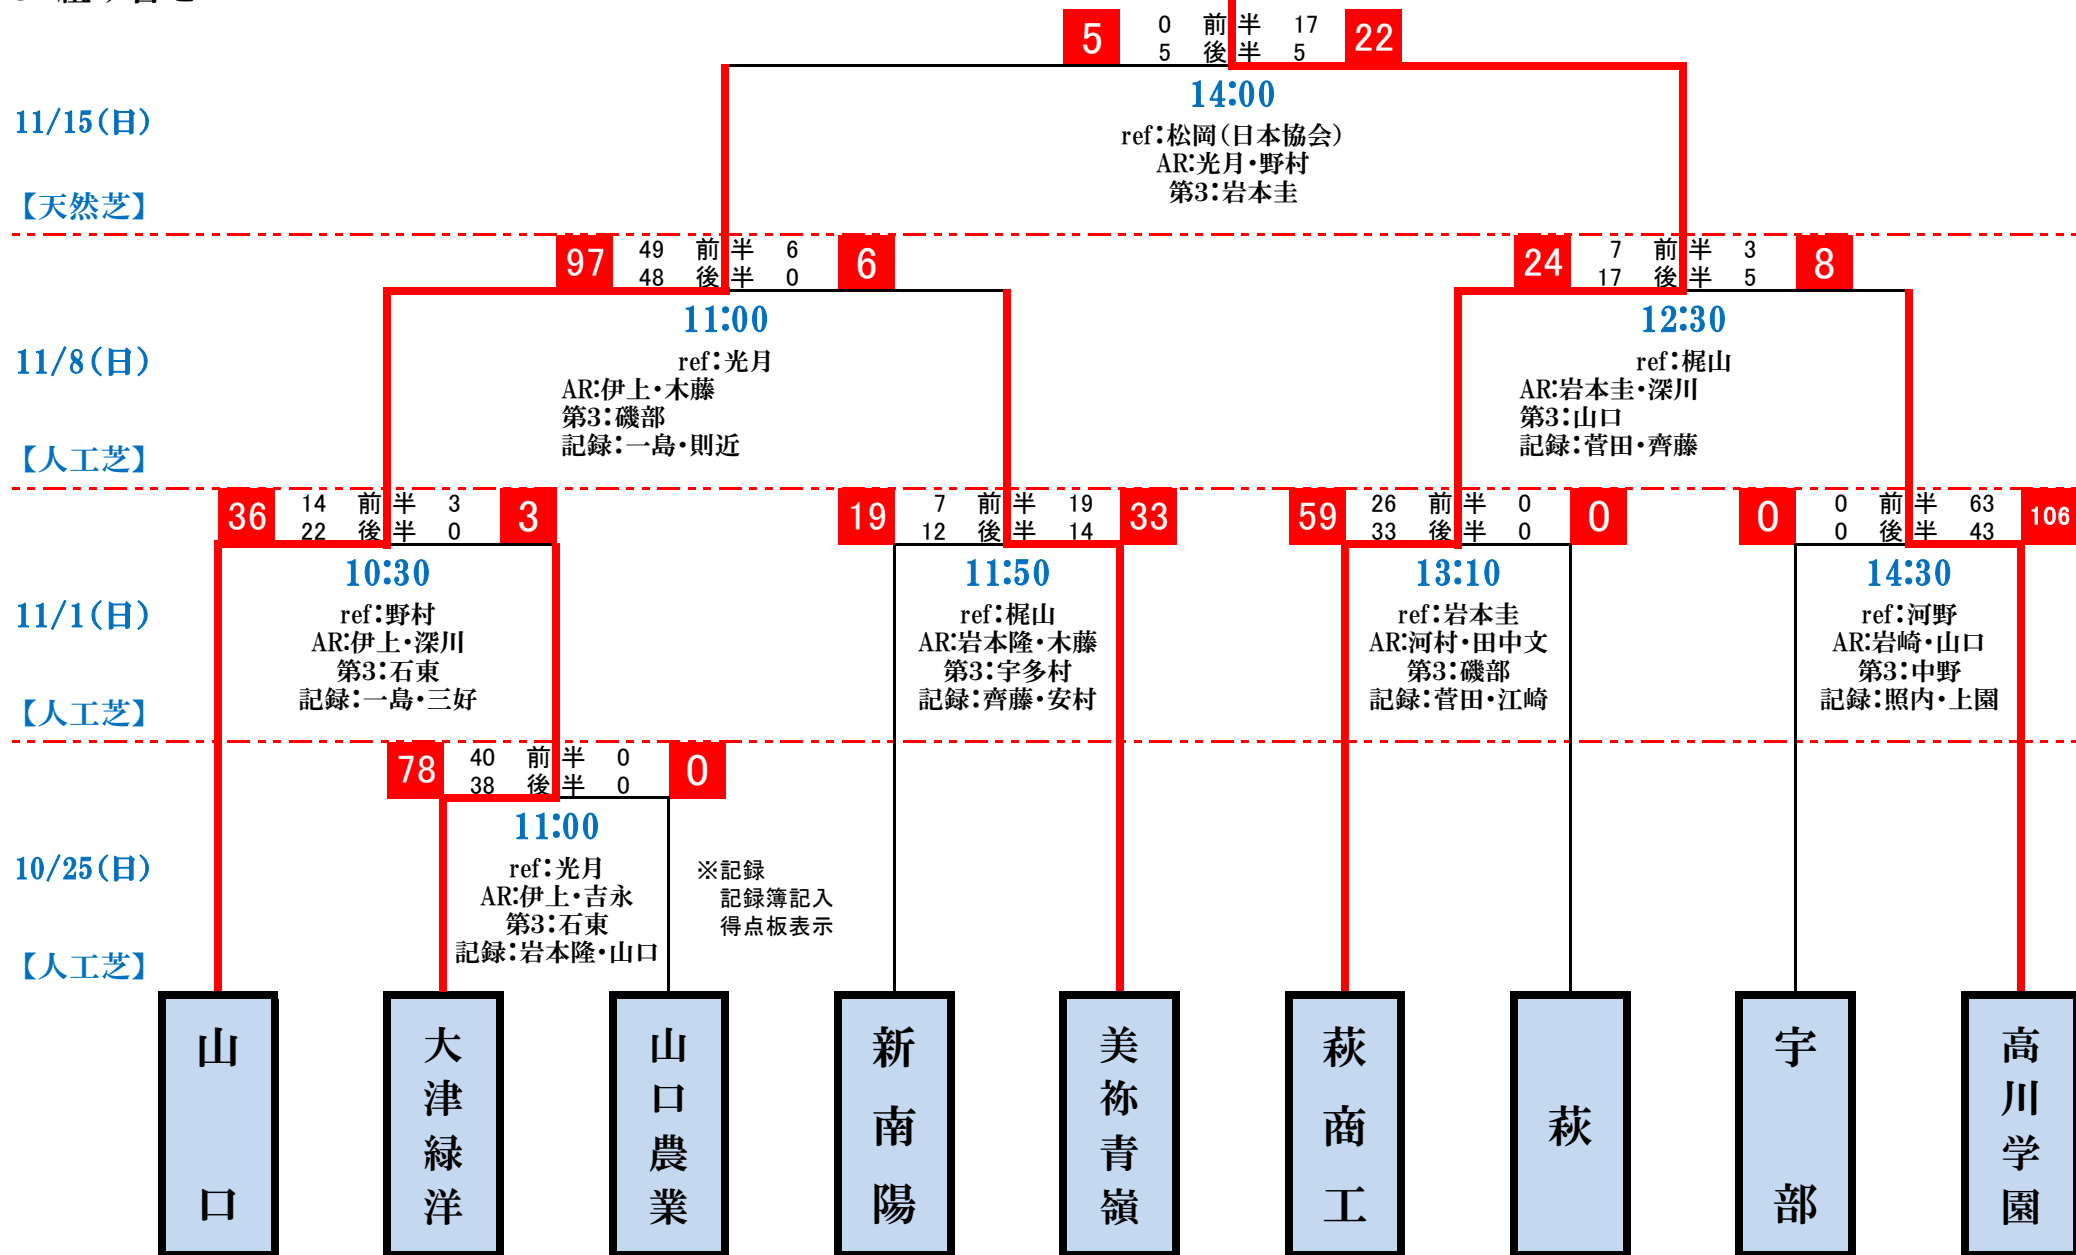 5 0 前半 17 22
5 後半 5
14:00
11/15(日)
ref:松岡(日本協会)
AR:光月・野村
第3:岩本圭
【天然芝】
97 49 前半 6 6
48 後半 0
24 7 前半 3 8
17 後半 5
11:00
12:30
11/8(日)
ref:光月
AR:伊上・木藤
第3:磯部
記録:一島・則近
ref:梶山
AR:岩本圭・深川
第3:山口
記録:菅田・齊藤
【人工芝】
36 14 前半 3 3
22 後半 0
19 7 前半 19 33
12 後半 14
59 26 前半 0 0
33 後半 0
0 0 前半 63 106
0 後半 43
10:30
11:50
13:10
14:30
11/1(日)
ref:野村
AR:伊上・深川
第3:石東
記録:一島・三好
ref:梶山
AR:岩本隆・木藤
第3:宇多村
記録:齊藤・安村
ref:岩本圭
AR:河村・田中文
第3:磯部
記録:菅田・江崎
ref:河野
AR:岩崎・山口
第3:中野
記録:照内・上園
【人工芝】
78 40 前半 0 0
38 後半 0
11:00
10/25(日)
ref:光月
AR:伊上・吉永
第3:石東
記録:岩本隆・山口
※記録
記録簿記入
得点板表示
【人工芝】
山口
大津緑洋
山口農業
新南陽
美祢青嶺
萩商工
萩
宇部
高川学園